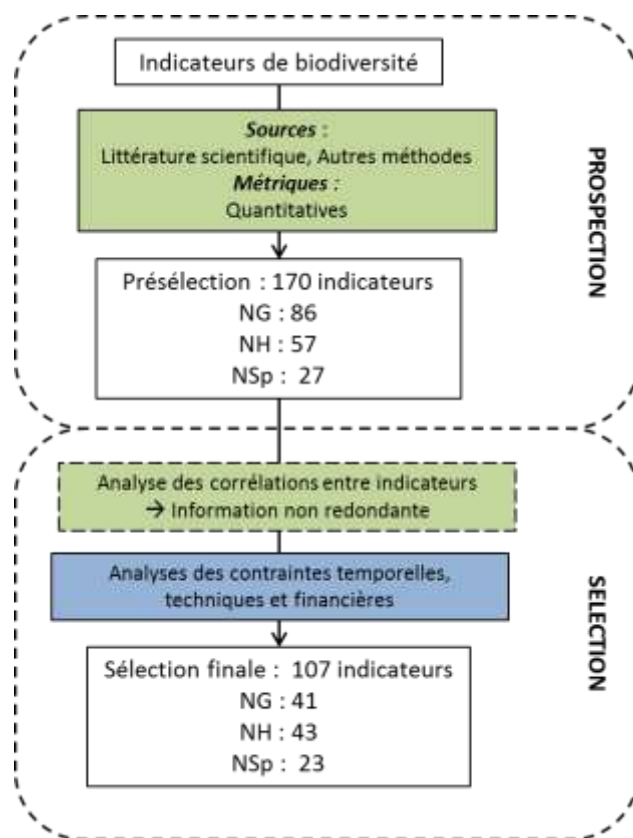 Indicateurs de biodiversité
Sources :
Littérature scientifique, Autres méthodes
Métriques :
Quantitatives
Présélection : 170 indicateurs
NG : 86
NH : 57
NSp : 27
PROSPECTION
Analyse des corrélations entre indicateurs
→ Information non redondante
Analyses des contraintes temporelles,
techniques et financières
Sélection finale : 107 indicateurs
NG : 41
NH : 43
NSp : 23
SELECTION